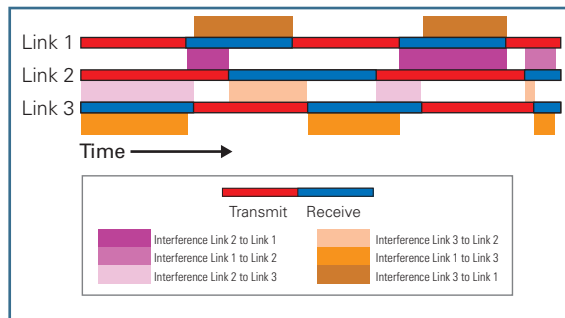 Link 1
Link 2
Link 3
Time
Transmit Receive
Interference Link 2 to Link 1
Interference Link 3 to Link 2
Interference Link 1 to Link 2
Interference Link 1 to Link 3
Interference Link 2 to Link 3
Interference Link 3 to Link 1